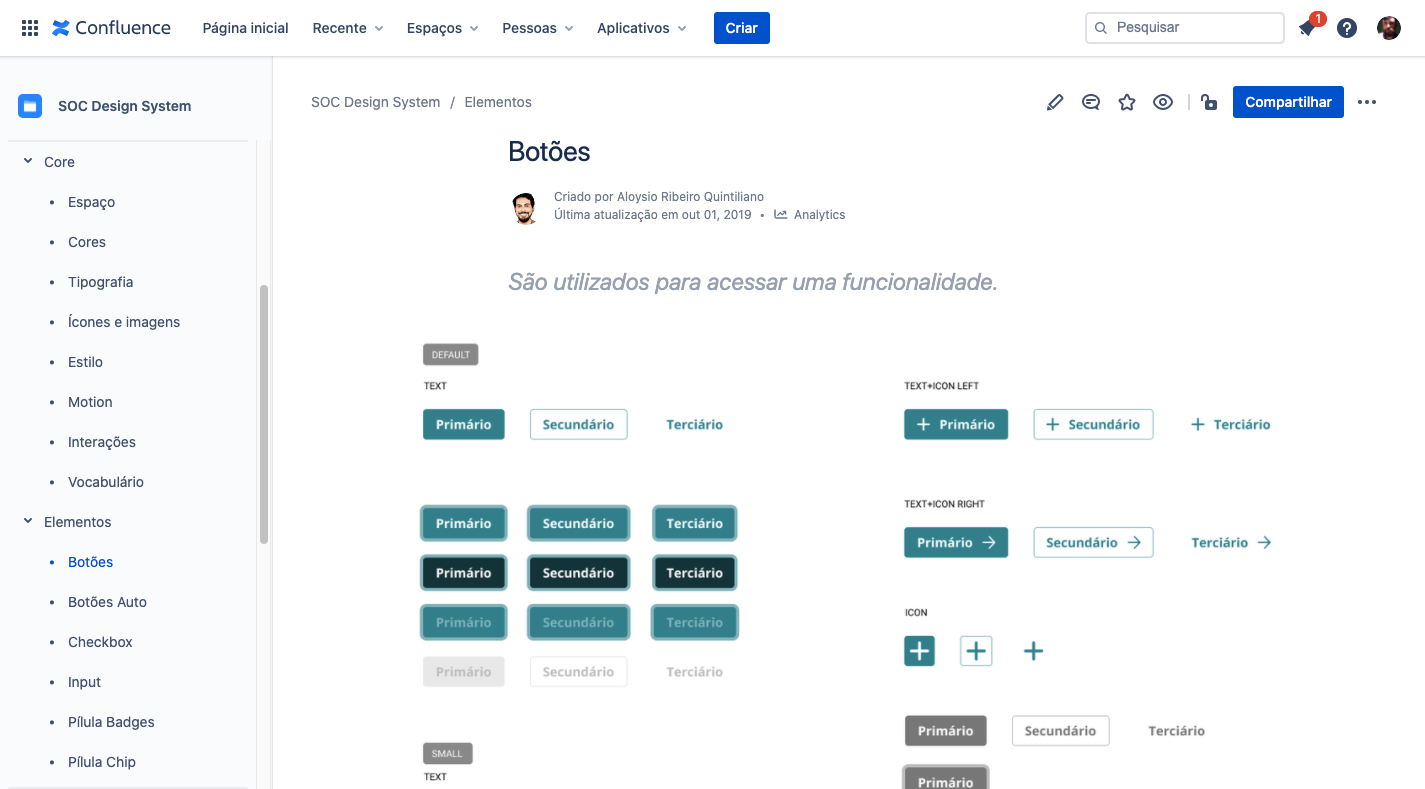 Confluence
Página inicial
Recente
Espaços
Pessoas
Aplicativos
Criar
Pesquisar
1
SOC Design System
Core
• Espaço
• Cores
• Tipografia
• Ícones e imagens
• Estilo
• Motion
• Interações
• Vocabulário
Elementos
• Botões
• Botões Auto
• Checkbox
• Input
• Pílula Badges
• Pílula Chip
SOC Design System / Elementos
Compartilhar
Botões
Criado por Aloysio Ribeiro Quintiliano
Última atualização em out 01, 2019 • Analytics
São utilizados para acessar uma funcionalidade.
DEFAULT
TEXT
Primário Secundário Terciário
Primário Secundário Terciário
Primário Secundário Terciário
Primário Secundário Terciário
Primário Secundário Terciário
SMALL
TEXT
TEXT+ICON LEFT
+ Primário + Secundário + Terciário
TEXT+ICON RIGHT
Primário → Secundário → Terciário →
ICON
+ + +
Primário Secundário Terciário
Primário